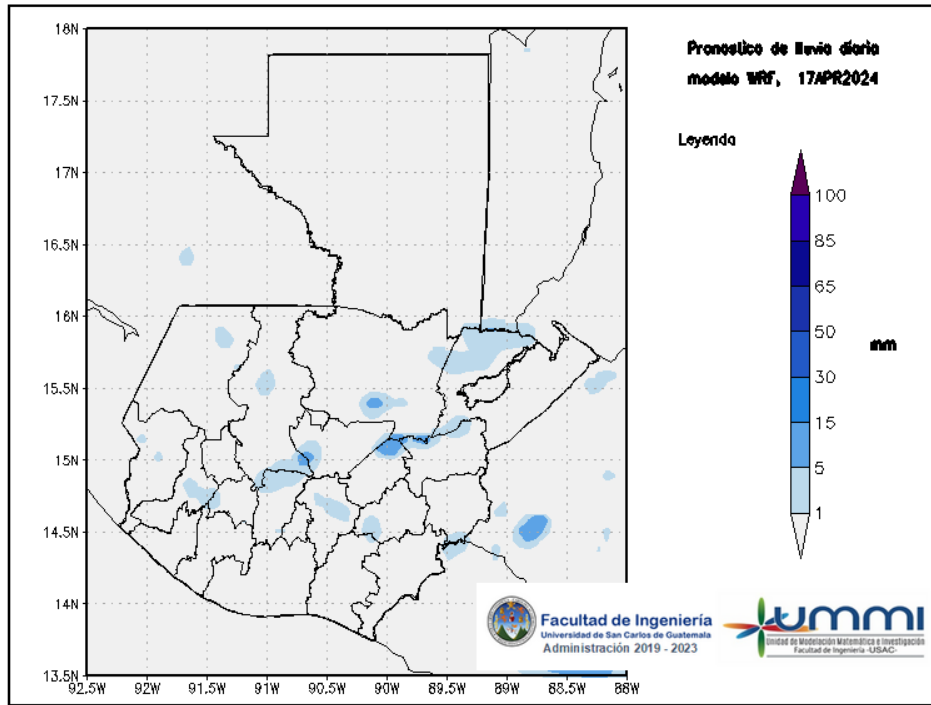 Pronostico de lluvia diaria
modelo WRF, 17APR2024
Leyenda
100
85
65
50
mm
30
15
5
1
18N
17.5N
17N
16.5N
16N
15.5N
15N
14.5N
14N
13.5N
92.5W
92W
91.5W
91W
90.5W
90W
89.5W
89W
88.5W
88W
Facultad de Ingeniería
Universidad de San Carlos de Guatemala
Administración 2019 - 2023
UMMI
Unidad de Modelación Matemática e Investigación
Facultad de Ingeniería -USAC-